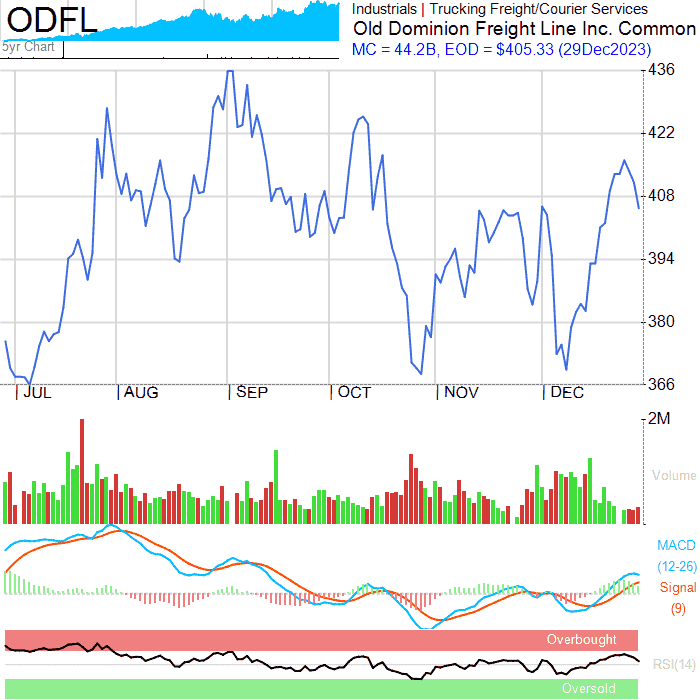 ODFL
5yr Chart
Industrials | Trucking Freight/Courier Services
Old Dominion Freight Line Inc. Common
MC = 44.2B, EOD = $405.33 (29Dec2023)
436
422
408
394
380
366
JUL AUG SEP OCT NOV DEC
2M
Volume
MACD
(12-26)
Signal
(9)
Overbought
RSI(14)
Oversold